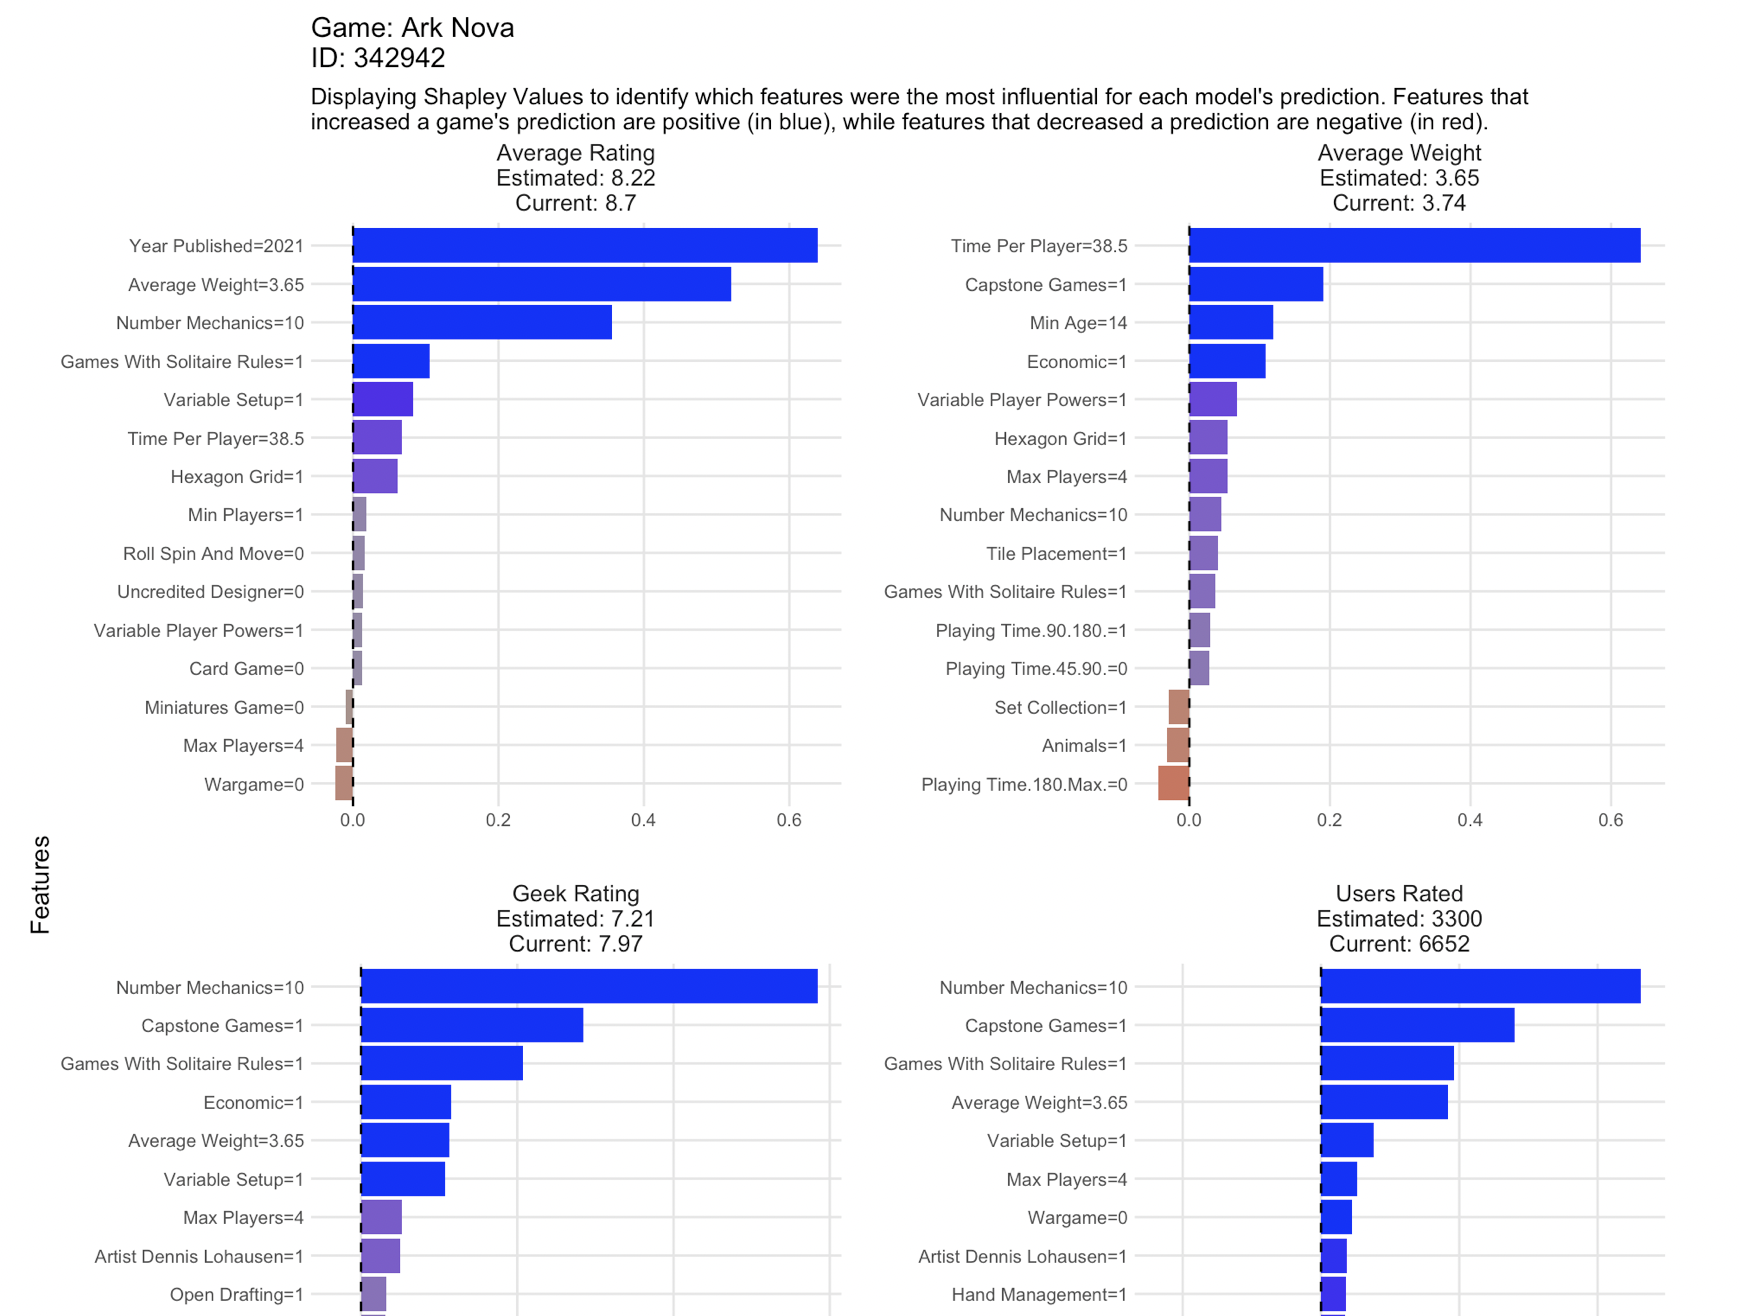 Game: Ark Nova
ID: 342942
Displaying Shapley Values to identify which features were the most influential for each model's prediction. Features that
increased a game's prediction are positive (in blue), while features that decreased a prediction are negative (in red).
Average Rating
Estimated: 8.22
Current: 8.7
Year Published=2021
Average Weight=3.65
Number Mechanics=10
Games With Solitaire Rules=1
Variable Setup=1
Time Per Player=38.5
Hexagon Grid=1
Min Players=1
Roll Spin And Move=0
Uncredited Designer=0
Variable Player Powers=1
Card Game=0
Miniatures Game=0
Max Players=4
Wargame=0
0.0 0.2 0.4 0.6
Average Weight
Estimated: 3.65
Current: 3.74
Time Per Player=38.5
Capstone Games=1
Min Age=14
Economic=1
Variable Player Powers=1
Hexagon Grid=1
Max Players=4
Number Mechanics=10
Tile Placement=1
Games With Solitaire Rules=1
Playing Time.90.180.=1
Playing Time.45.90.=0
Set Collection=1
Animals=1
Playing Time.180.Max.=0
0.0 0.2 0.4 0.6
Features
Geek Rating
Estimated: 7.21
Current: 7.97
Number Mechanics=10
Capstone Games=1
Games With Solitaire Rules=1
Economic=1
Average Weight=3.65
Variable Setup=1
Max Players=4
Artist Dennis Lohausen=1
Open Drafting=1
Users Rated
Estimated: 3300
Current: 6652
Number Mechanics=10
Capstone Games=1
Games With Solitaire Rules=1
Average Weight=3.65
Variable Setup=1
Max Players=4
Wargame=0
Artist Dennis Lohausen=1
Hand Management=1